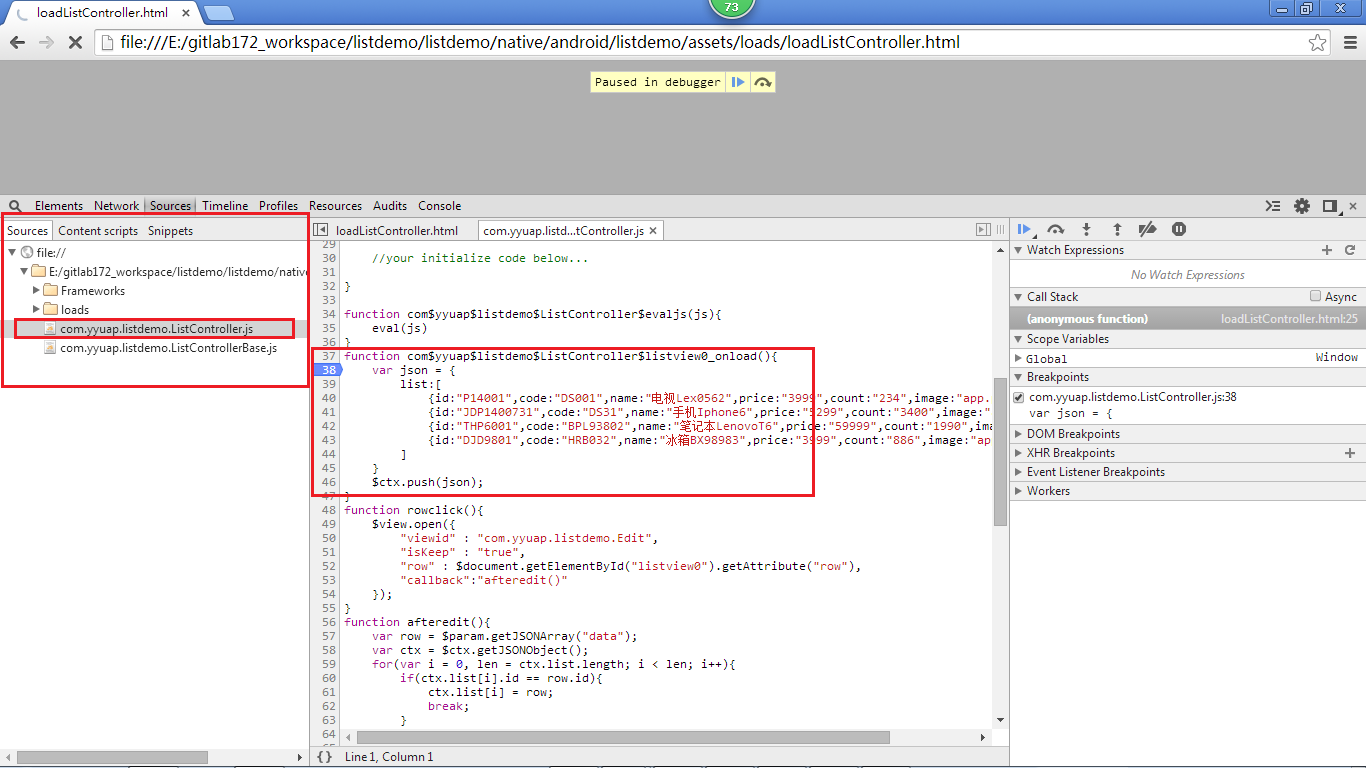 73
loadListController.html
file:///E:/gitlab172_workspace/listdemo/listdemo/native/android/listdemo/assets/loads/loadListController.html
Paused in debugger
Elements Network Sources Timeline Profiles Resources Audits Console
Sources Content scripts Snippets
file://
E:/gitlab172_workspace/listdemo/listdemo/native
Frameworks
loads
com.yyuap.listdemo.ListController.js
com.yyuap.listdemo.ListControllerBase.js
loadListController.html com.yyuap.listd...tController.js
29
30 //your initialize code below...
31
32 }
33
34 function com$yyuap$listdemo$ListController$evaljs(js){
35 eval(js)
36 }
37 function com$yyuap$listdemo$ListController$listview0_onload(){
38 var json = {
39 list:[
40 {id:"P14001",code:"DS001",name:"电视Lex0562",price:"3999",count:"234",image:"app.
41 {id:"JDP1400731",code:"DS31",name:"手机Iphone6",price:"5299",count:"3400",image:"
42 {id:"THP6001",code:"BPL93802",name:"笔记本LenovoT6",price:"59999",count:"1990",ima
43 {id:"DJD9801",code:"HRB032",name:"冰箱BX98983",price:"3999",count:"886",image:"ap
44 ]
45 }
46 $ctx.push(json);
47 }
48 function rowclick(){
49 $view.open({
50 "viewid" : "com.yyuap.listdemo.Edit",
51 "isKeep" : "true",
52 "row" : $document.getElementById("listview0").getAttribute("row"),
53 "callback":"afteredit()"
54 });
55 }
56 function afteredit(){
57 var row = $param.getJSONArray("data");
58 var ctx = $ctx.getJSONObject();
59 for(var i = 0, len = ctx.list.length; i < len; i++){
60 if(ctx.list[i].id == row.id){
61 ctx.list[i] = row;
62 break;
63 }
64
{} Line 1, Column 1
Watch Expressions
No Watch Expressions
Call Stack Async
(anonymous function) loadListController.html:25
Scope Variables
Global Window
Breakpoints
com.yyuap.listdemo.ListController.js:38
var json = {
DOM Breakpoints
XHR Breakpoints
Event Listener Breakpoints
Workers